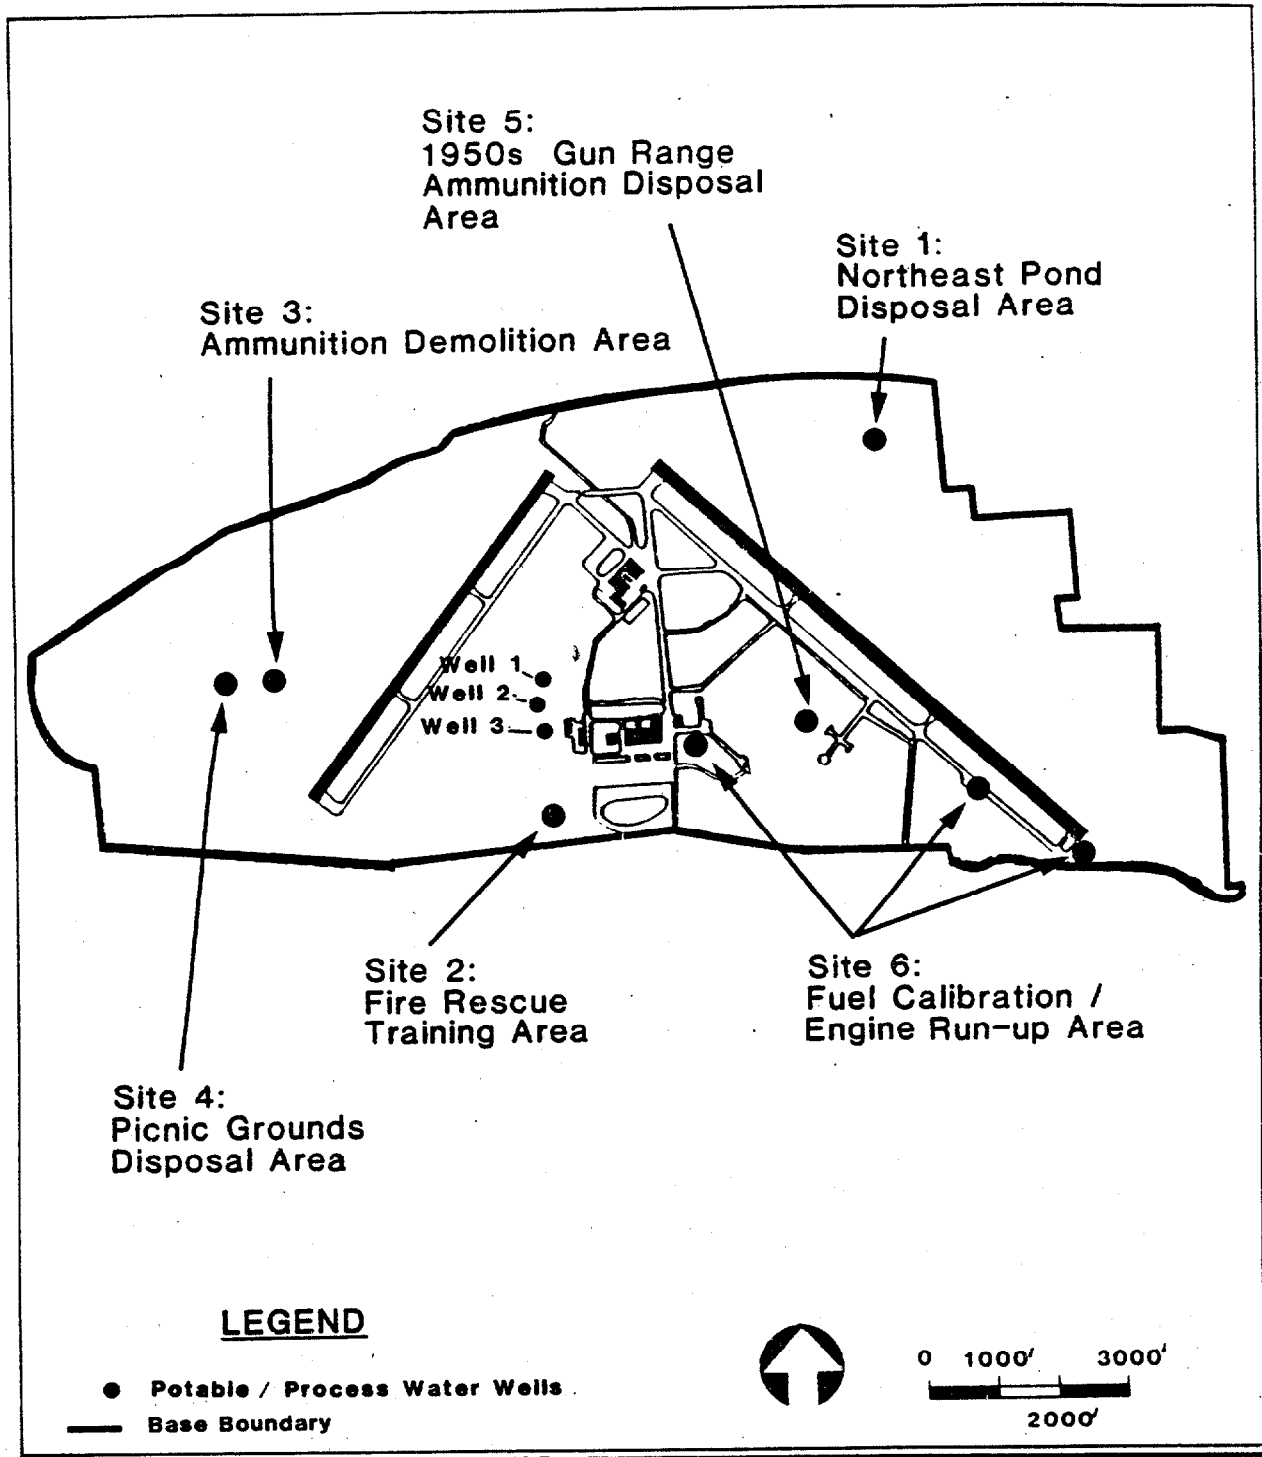 Site 5:
1950s Gun Range
Ammunition Disposal
Area
Site 1:
Northeast Pond
Disposal Area
Site 3:
Ammunition Demolition Area
Well 1
Well 2
Well 3
Site 2:
Fire Rescue
Training Area
Site 6:
Fuel Calibration /
Engine Run-up Area
Site 4:
Picnic Grounds
Disposal Area
LEGEND
Potable / Process Water Wells
Base Boundary
0 1000' 3000'
2000'